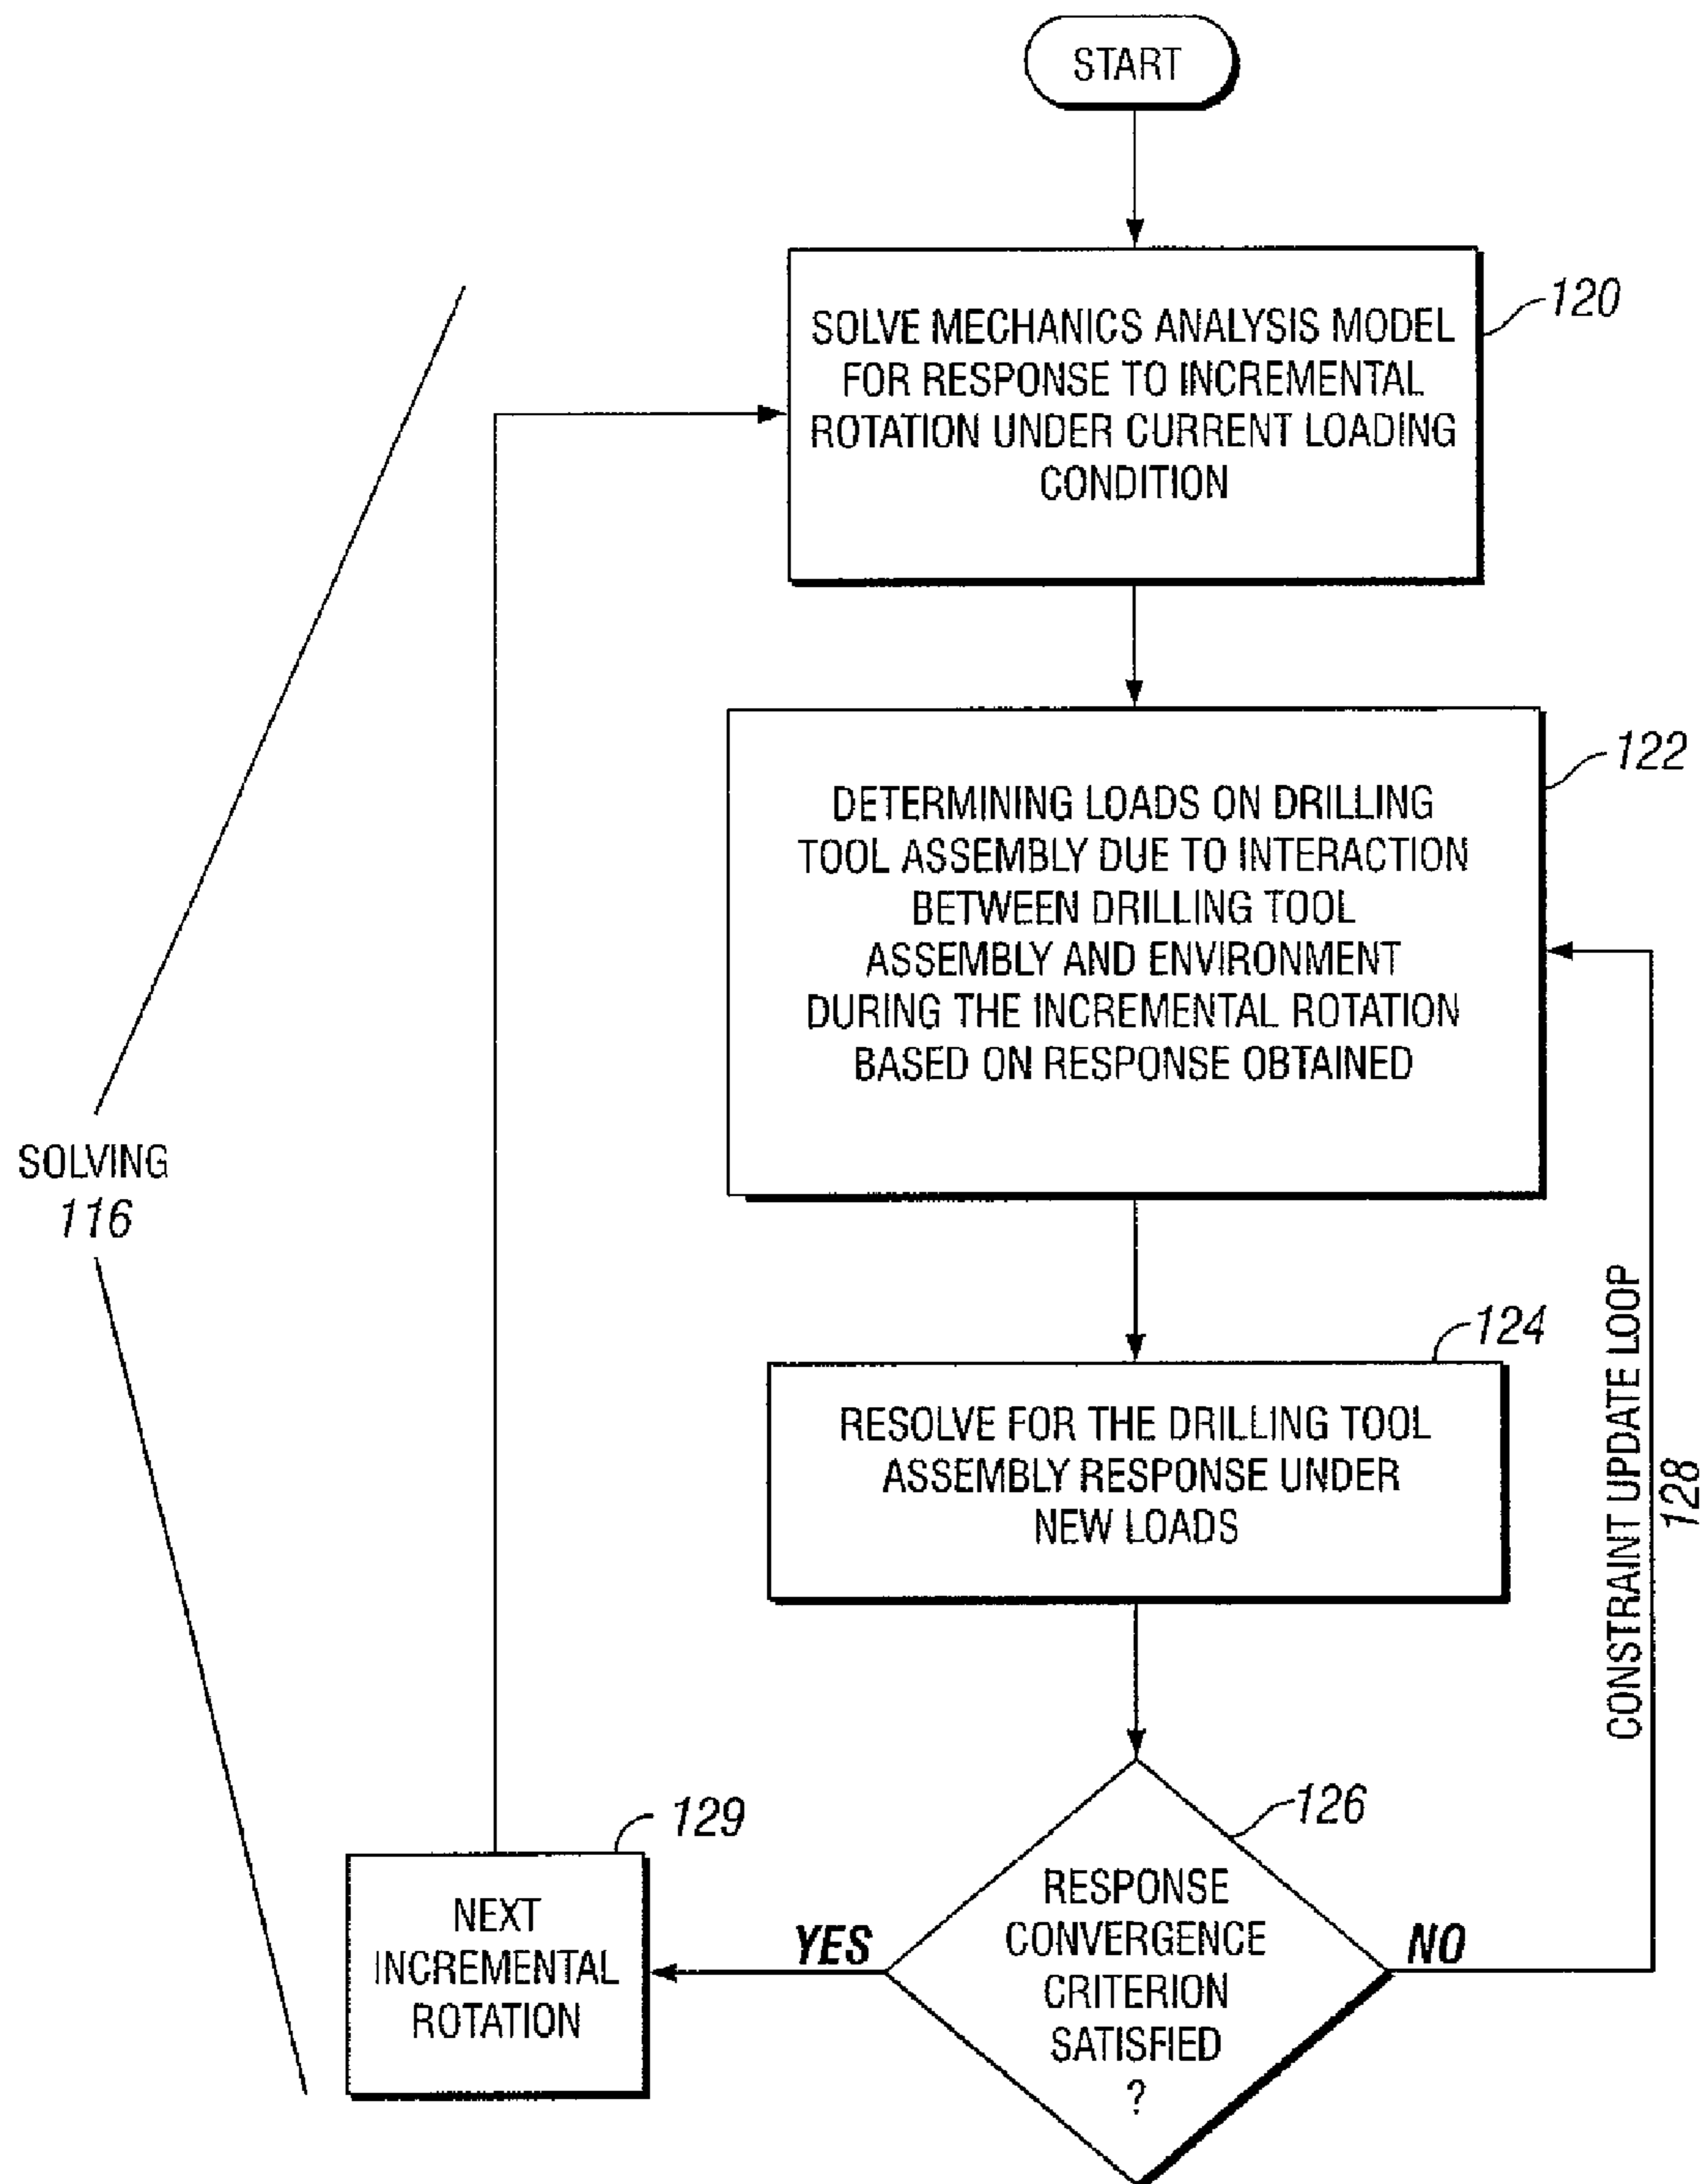 START
SOLVE MECHANICS ANALYSIS MODEL
FOR RESPONSE TO INCREMENTAL
ROTATION UNDER CURRENT LOADING
CONDITION
120
DETERMINING LOADS ON DRILLING
TOOL ASSEMBLY DUE TO INTERACTION
BETWEEN DRILLING TOOL
ASSEMBLY AND ENVIRONMENT
DURING THE INCREMENTAL ROTATION
BASED ON RESPONSE OBTAINED
122
SOLVING
116
RESOLVE FOR THE DRILLING TOOL
ASSEMBLY RESPONSE UNDER
NEW LOADS
124
CONSTRAINT UPDATE LOOP
128
RESPONSE
CONVERGENCE
CRITERION
SATISFIED
?
126
YES
NO
NEXT
INCREMENTAL
ROTATION
129